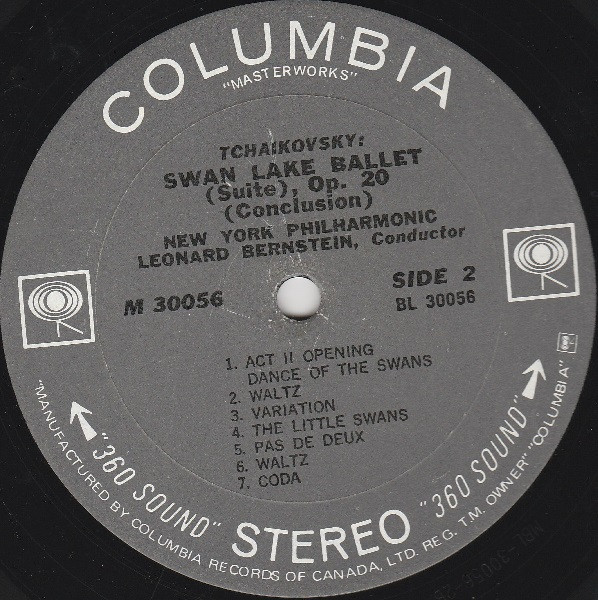 COLUMBIA
"MASTERWORKS"
TCHAIKOVSKY:
SWAN LAKE BALLET
(Suite), Op. 20
(Conclusion)
NEW YORK PHILHARMONIC
LEONARD BERNSTEIN, Conductor
M 30056
SIDE 2
BL 30056
1. ACT II OPENING
DANCE OF THE SWANS
2. WALTZ
3. VARIATION
4. THE LITTLE SWANS
5. PAS DE DEUX
6. WALTZ
7. CODA
"360 SOUND" STEREO "360 SOUND"
"MANUFACTURED BY COLUMBIA RECORDS OF CANADA, LTD. REG. T.M. OWNER" "COLUMBIA"